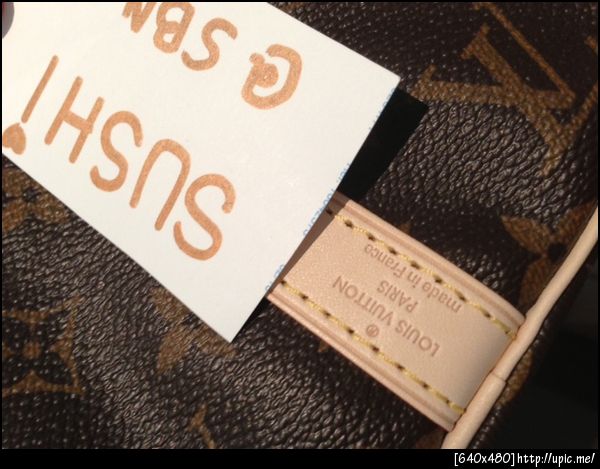 SUSHi
@ SBN
LOUIS VUITTON
®
PARIS
made in France
[640x480]http://upic.me/